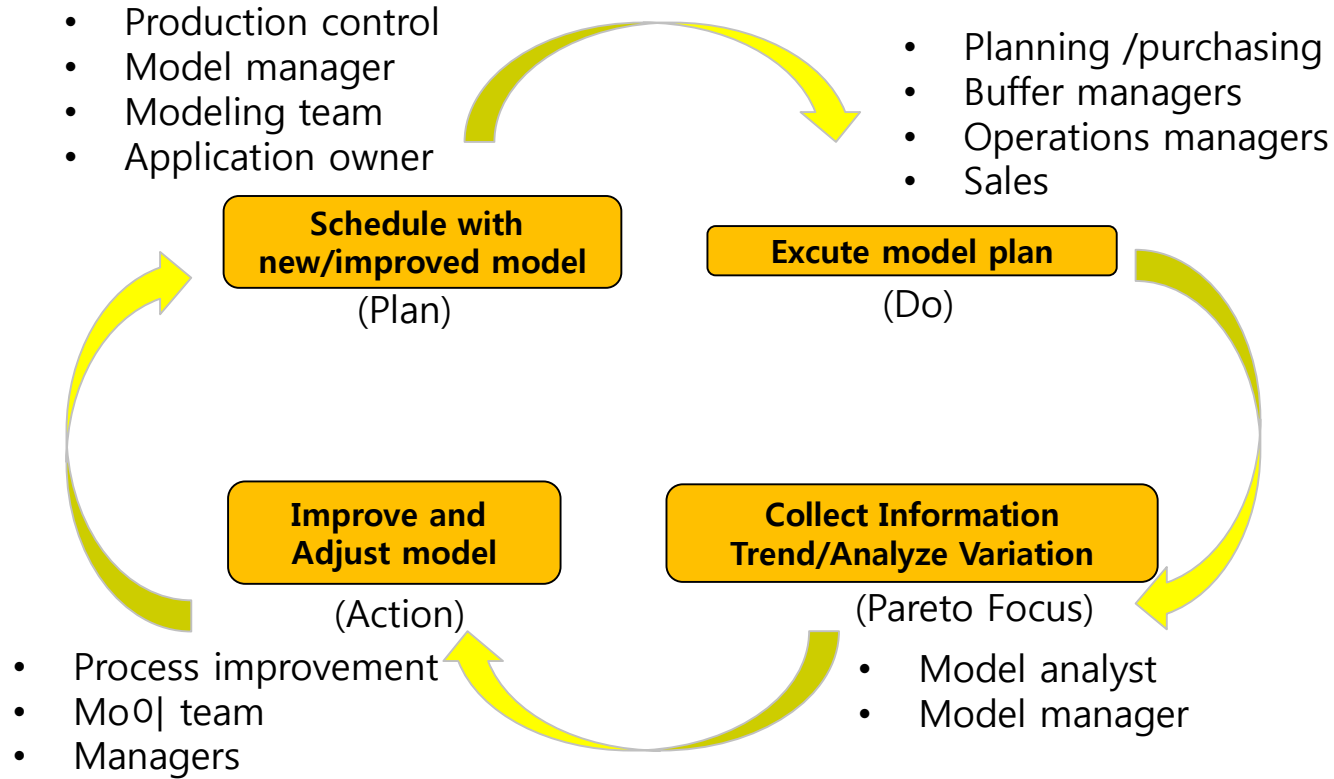 • Production control
• Model manager
• Modeling team
• Application owner
• Planning /purchasing
• Buffer managers
• Operations managers
• Sales
Schedule with
new/improved model
(Plan)
Excute model plan
(Do)
Improve and
Adjust model
(Action)
Collect Information
Trend/Analyze Variation
(Pareto Focus)
• Process improvement
• Mo이 team
• Managers
• Model analyst
• Model manager